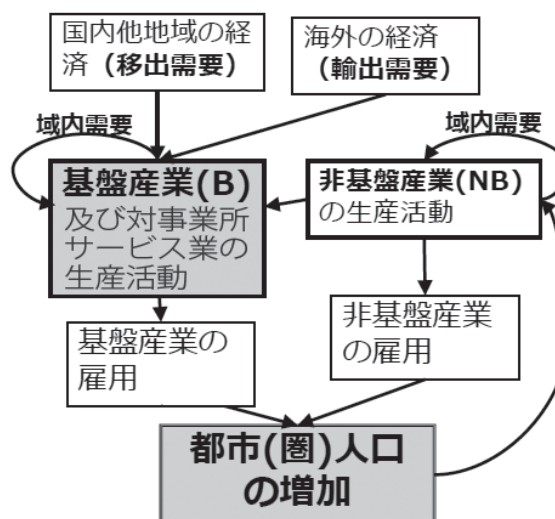 国内他地域の経
済（移出需要）
海外の経済
（輸出需要）
域内需要
域内需要
基盤産業(B)
及び対事業所
サービス業の
生産活動
非基盤産業(NB)
の生産活動
基盤産業の
雇用
非基盤産業
の雇用
都市(圏)人口
の増加